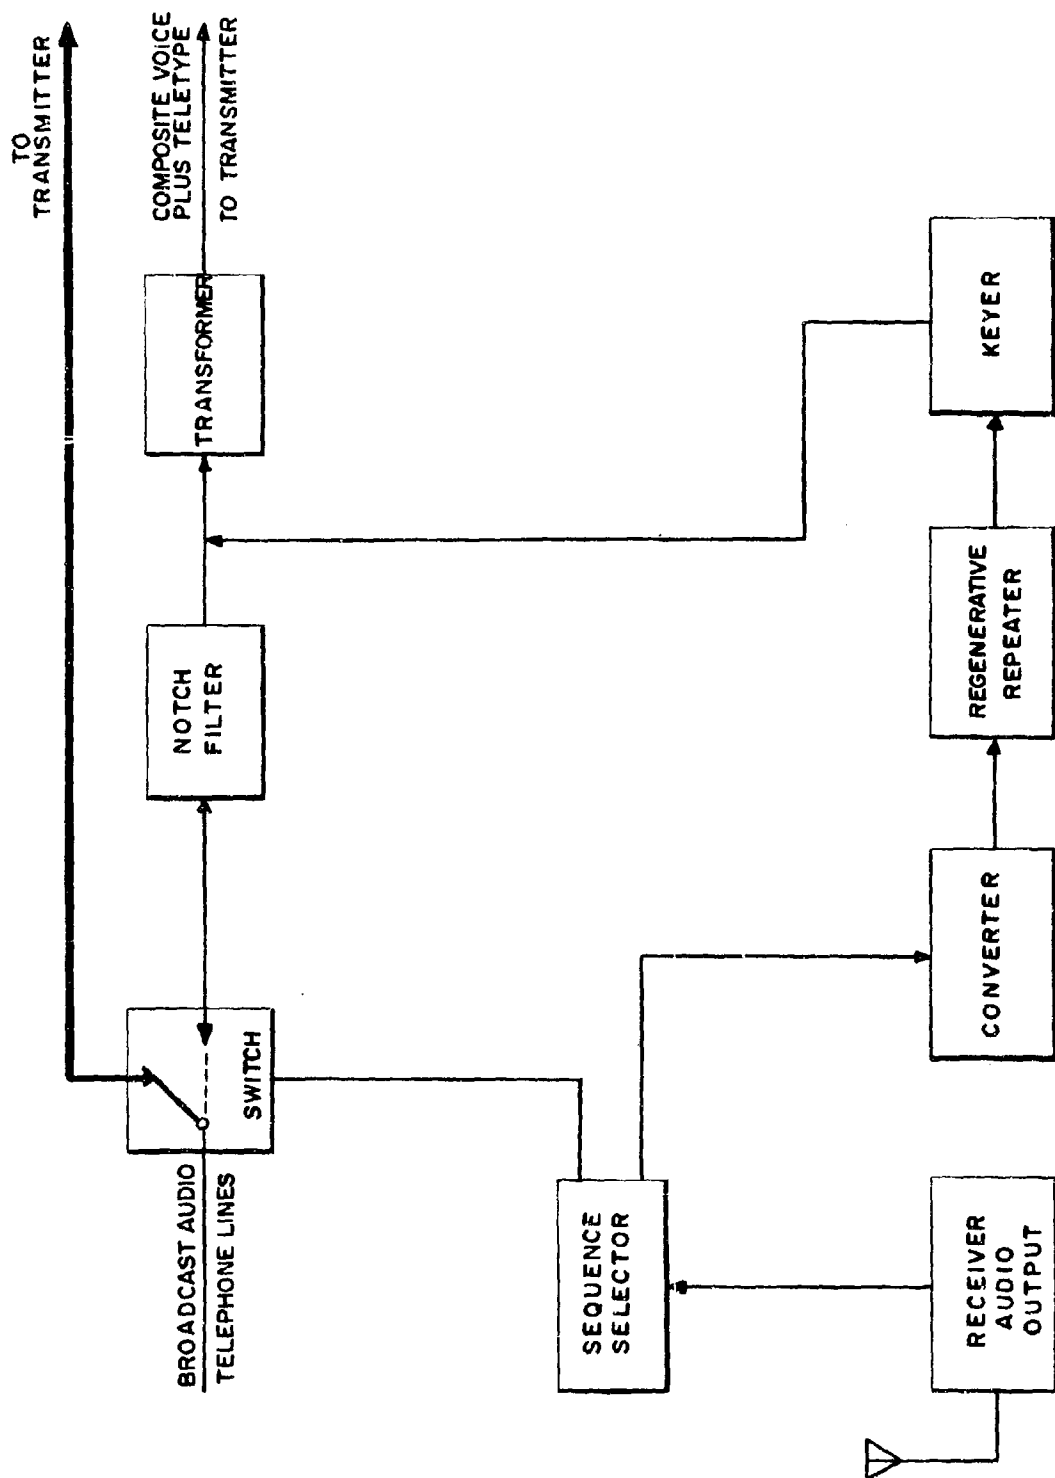 TO
TRANSMITTER
COMPOSITE VOICE
PLUS TELETYPE
TO TRANSMITTER
TRANSFORMER
NOTCH
FILTER
SWITCH
BROADCAST AUDIO
TELEPHONE LINES
SEQUENCE
SELECTOR
RECEIVER
AUDIO
OUTPUT
CONVERTER
REGENERATIVE
REPEATER
KEYER